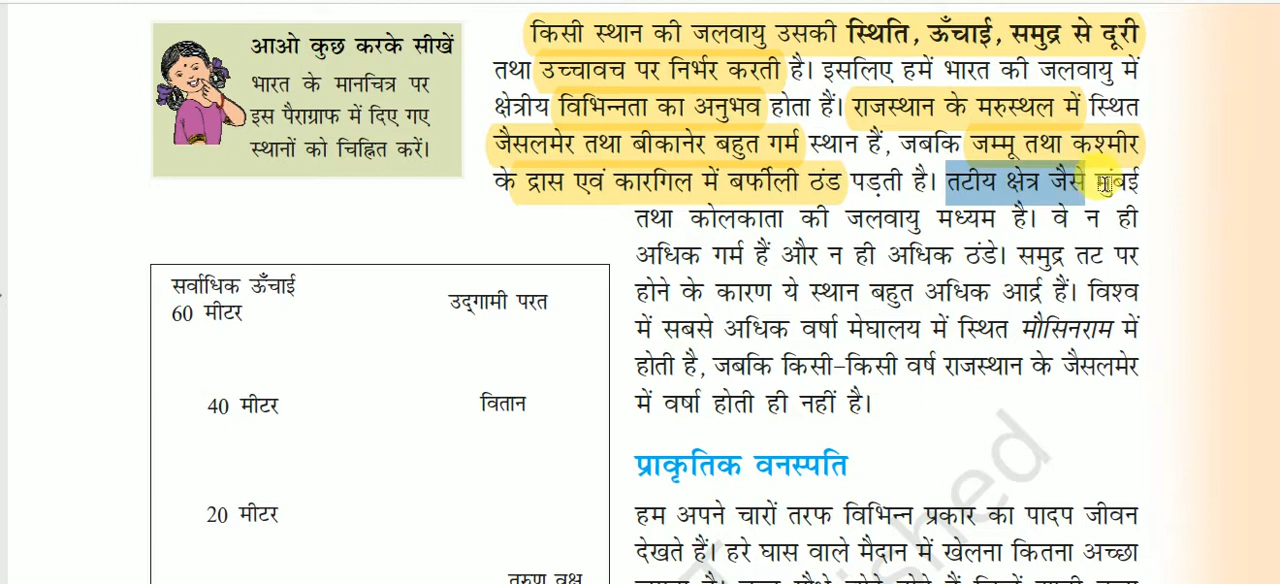 आओ कुछ करके सीखें
भारत के मानचित्र पर
इस पैराग्राफ में दिए गए
स्थानों को चिह्नित करें।
किसी स्थान की जलवायु उसकी स्थिति, ऊँचाई, समुद्र से दूरी
तथा उच्चावच पर निर्भर करती है। इसलिए हमें भारत की जलवायु में
क्षेत्रीय विभिन्नता का अनुभव होता हैं। राजस्थान के मरुस्थल में स्थित
जैसलमेर तथा बीकानेर बहुत गर्म स्थान हैं, जबकि जम्मू तथा कश्मीर
के द्रास एवं कारगिल में बर्फीली ठंड पड़ती है। तटीय क्षेत्र जैसे मुंबई
तथा कोलकाता की जलवायु मध्यम है। वे न ही
अधिक गर्म हैं और न ही अधिक ठंडे। समुद्र तट पर
होने के कारण ये स्थान बहुत अधिक आर्द्र हैं। विश्व
में सबसे अधिक वर्षा मेघालय में स्थित मौसिनराम में
होती है, जबकि किसी-किसी वर्ष राजस्थान के जैसलमेर
में वर्षा होती ही नहीं है।
सर्वाधिक ऊँचाई
60 मीटर
उद्गामी परत
40 मीटर
वितान
20 मीटर
तरुण वृक्ष
प्राकृतिक वनस्पति
हम अपने चारों तरफ विभिन्न प्रकार का पादप जीवन
देखते हैं। हरे घास वाले मैदान में खेलना कितना अच्छा